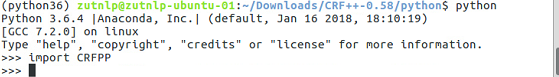 (python36) zutnlp@zutnlp-ubuntu-01:~/Downloads/CRF++-0.58/python$ python
Python 3.6.4 |Anaconda, Inc.| (default, Jan 16 2018, 18:10:19)
[GCC 7.2.0] on linux
Type "help", "copyright", "credits" or "license" for more information.
>>> import CRFPP
>>>